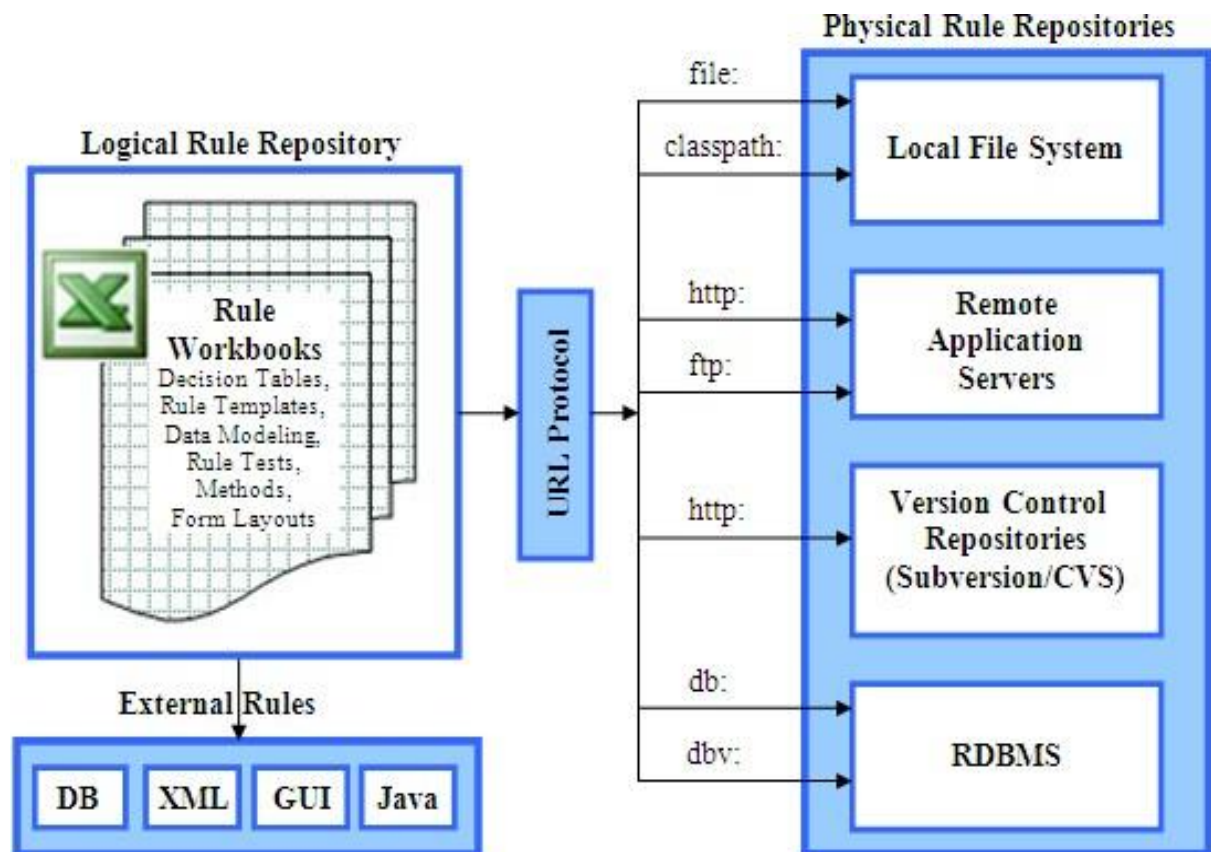 Physical Rule Repositories
Logical Rule Repository
Rule
Workbooks
Decision Tables,
Rule Templates,
Data Modeling,
Rule Tests,
Methods,
Form Layouts
URL Protocol
file:
classpath:
http:
ftp:
http:
db:
dbv:
Local File System
Remote
Application
Servers
Version Control
Repositories
(Subversion/CVS)
RDBMS
External Rules
DB
XML
GUI
Java